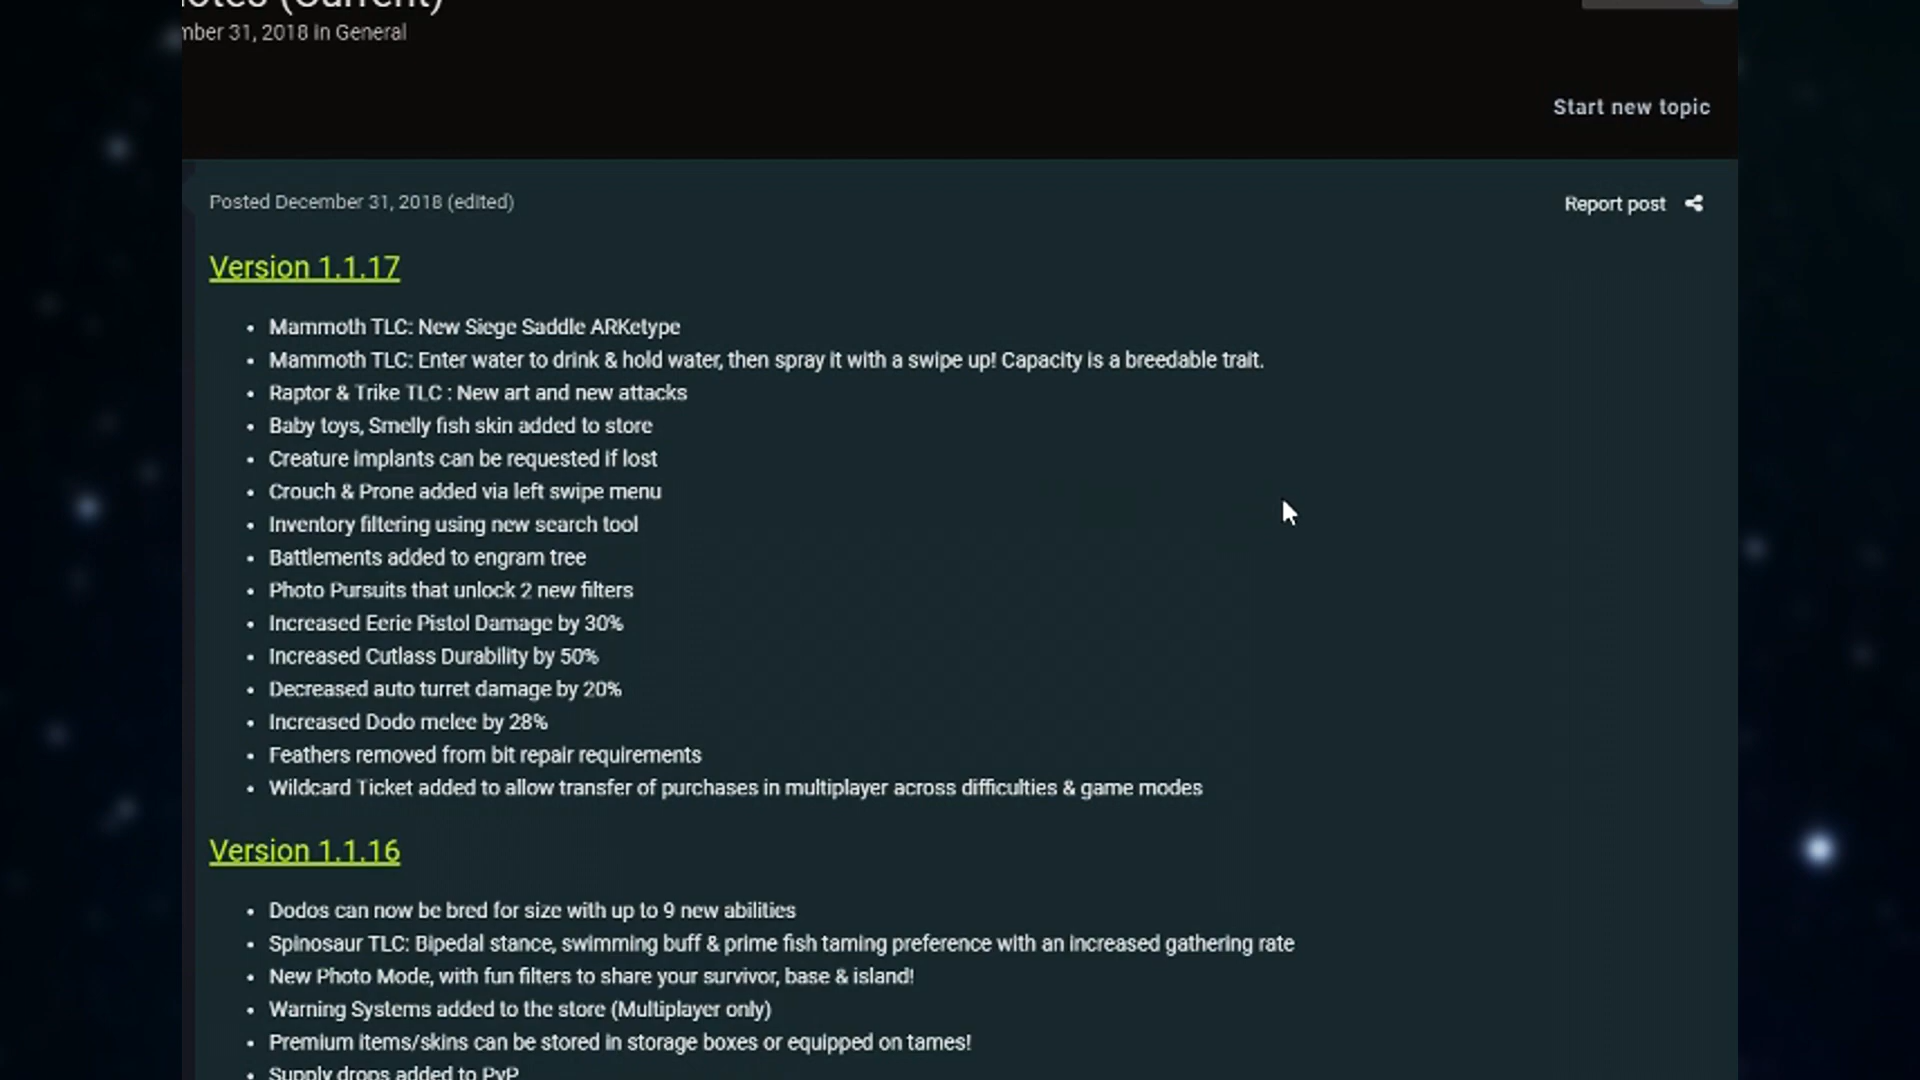 (Current)
31, 2018 in General
Start new topic
Posted December 31, 2018 (edited)
Report post
Version 1.1.17
• Mammoth TLC: New Siege Saddle ARKetype
• Mammoth TLC: Enter water to drink & hold water, then spray it with a swipe up! Capacity is a breedable trait.
• Raptor & Trike TLC : New art and new attacks
• Baby toys, Smelly fish skin added to store
• Creature implants can be requested if lost
• Crouch & Prone added via left swipe menu
• Inventory filtering using new search tool
• Battlements added to engram tree
• Photo Pursuits that unlock 2 new filters
• Increased Eerie Pistol Damage by 30%
• Increased Cutlass Durability by 50%
• Decreased auto turret damage by 20%
• Increased Dodo melee by 28%
• Feathers removed from bit repair requirements
• Wildcard Ticket added to allow transfer of purchases in multiplayer across difficulties & game modes
Version 1.1.16
• Dodos can now be bred for size with up to 9 new abilities
• Spinosaur TLC: Bipedal stance, swimming buff & prime fish taming preference with an increased gathering rate
• New Photo Mode, with fun filters to share your survivor, base & island!
• Warning Systems added to the store (Multiplayer only)
• Premium items/skins can be stored in storage boxes or equipped on tames!
• Supply drops added to PvP